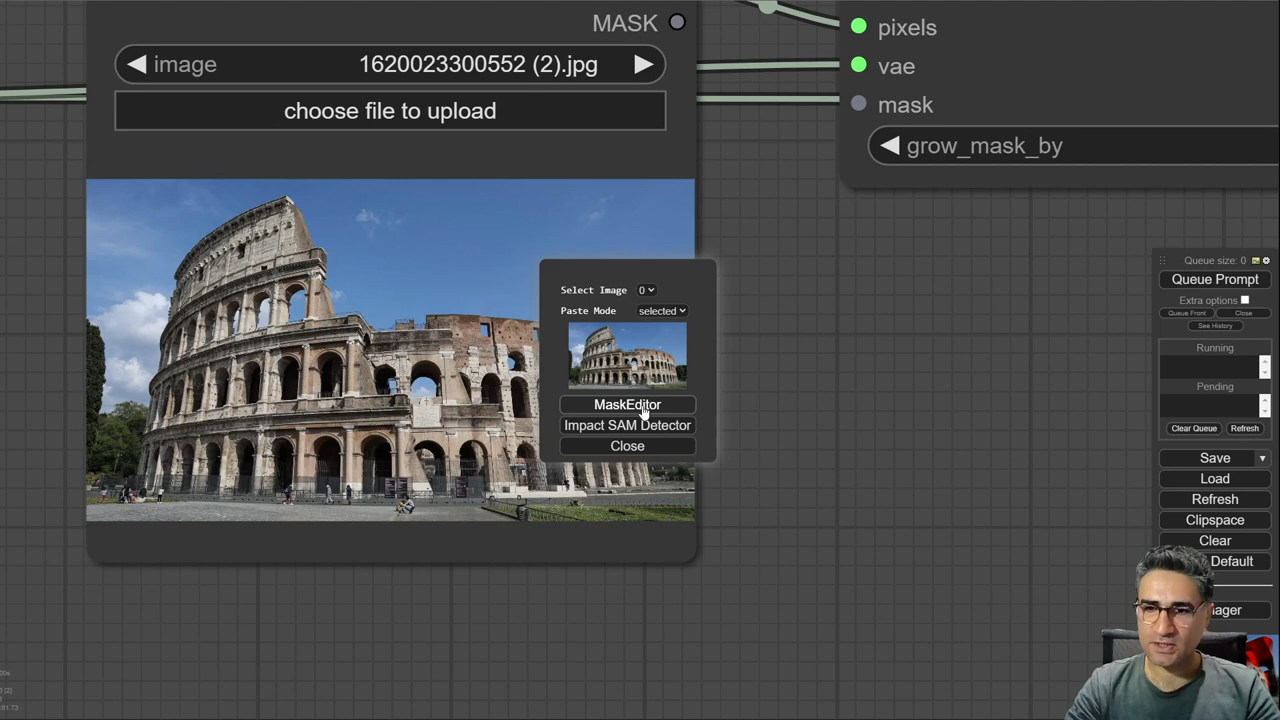 MASK
image 1620023300552 (2).jpg
choose file to upload
pixels
vae
mask
grow_mask_by
Select Image 0
Paste Mode selected
MaskEditor
Impact SAM Detector
Close
Queue size: 0
Queue Prompt
Extra options
Queue Front Close
See History
Running
Pending
Clear Queue Refresh
Save
Load
Refresh
Clipspace
Clear
Default